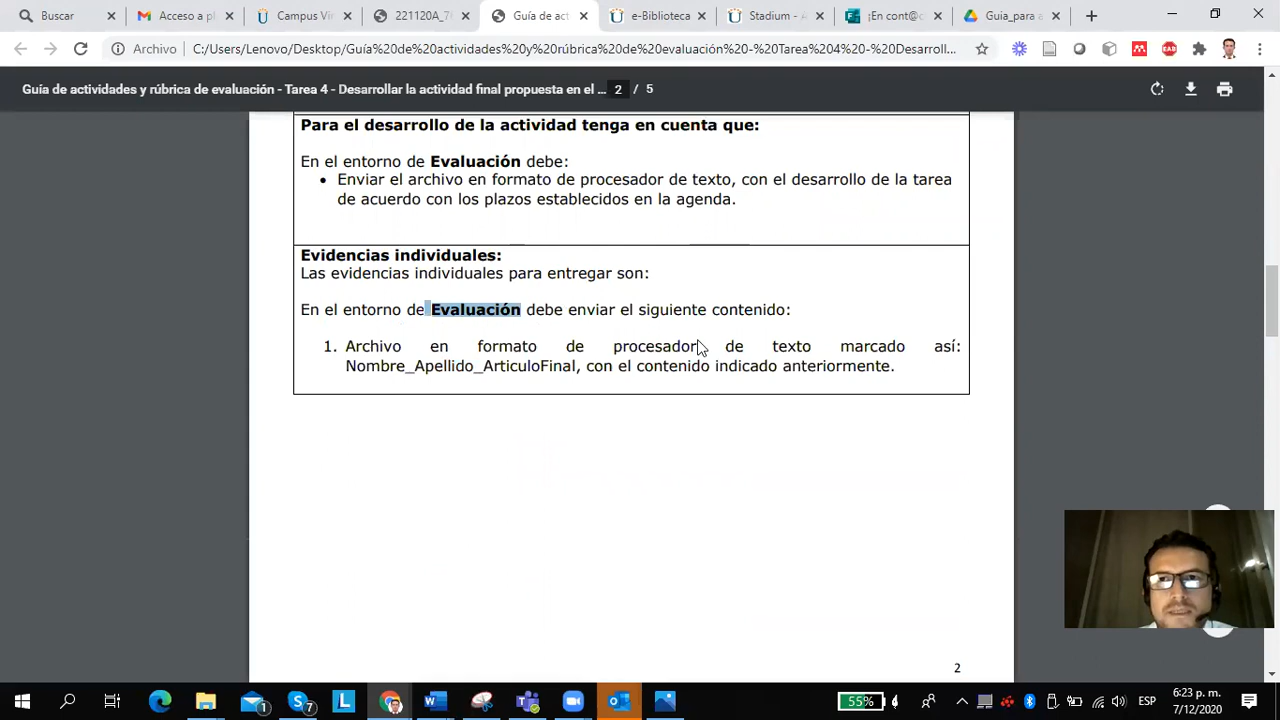 Buscar
Acceso a pl
Campus Vir
221120A_7
Guía de act
e-Biblioteca
Stadium - A
¡En cont@c
Guia_para a
Archivo
C:/Users/Lenovo/Desktop/Guía%20de%20actividades%20y%20rúbrica%20de%20evaluación%20-%20Tarea%204%20-%20Desarroll...
Guía de actividades y rúbrica de evaluación - Tarea 4 - Desarrollar la actividad final propuesta en el ...
2 / 5
Para el desarrollo de la actividad tenga en cuenta que:
En el entorno de Evaluación debe:
• Enviar el archivo en formato de procesador de texto, con el desarrollo de la tarea
de acuerdo con los plazos establecidos en la agenda.
Evidencias individuales:
Las evidencias individuales para entregar son:
En el entorno de Evaluación debe enviar el siguiente contenido:
1. Archivo en formato de procesador de texto marcado así:
Nombre_Apellido_ArticuloFinal, con el contenido indicado anteriormente.
2
55%
ESP
6:23 p. m.
7/12/2020